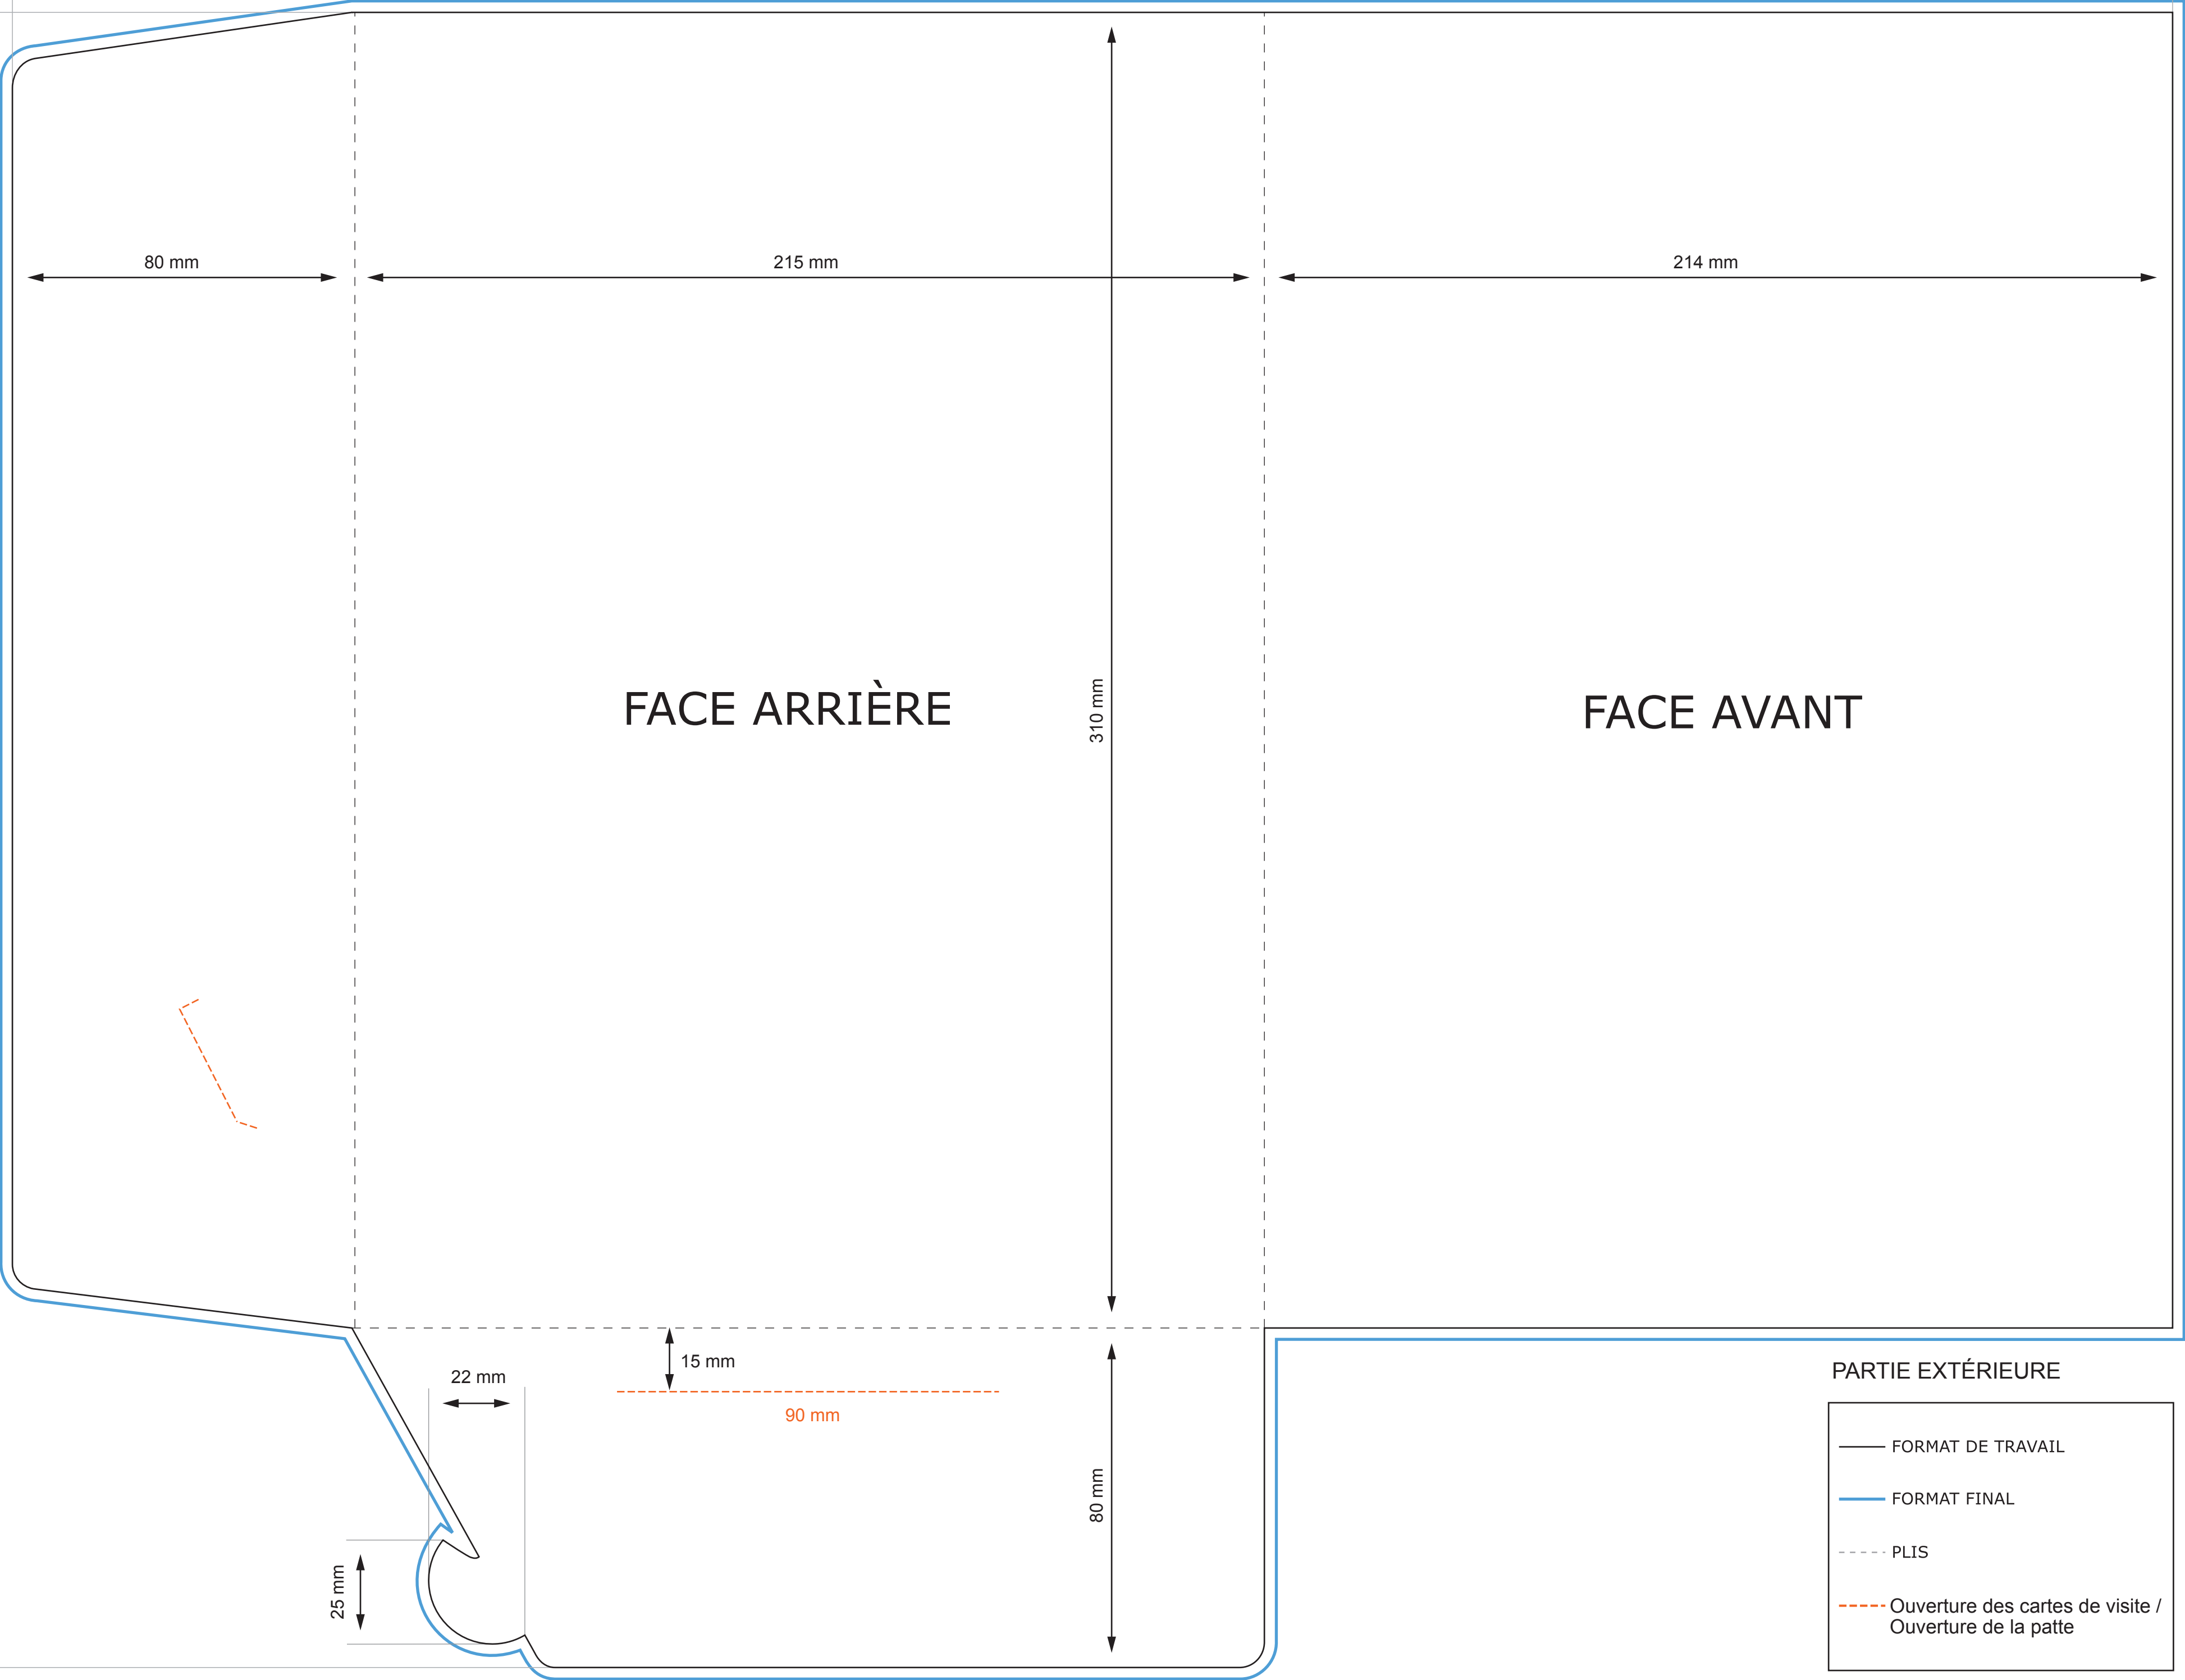 80 mm
215 mm
214 mm
310 mm
FACE ARRIÈRE
FACE AVANT
15 mm
22 mm
90 mm
80 mm
25 mm
PARTIE EXTÉRIEURE
FORMAT DE TRAVAIL
FORMAT FINAL
PLIS
Ouverture des cartes de visite /
Ouverture de la patte